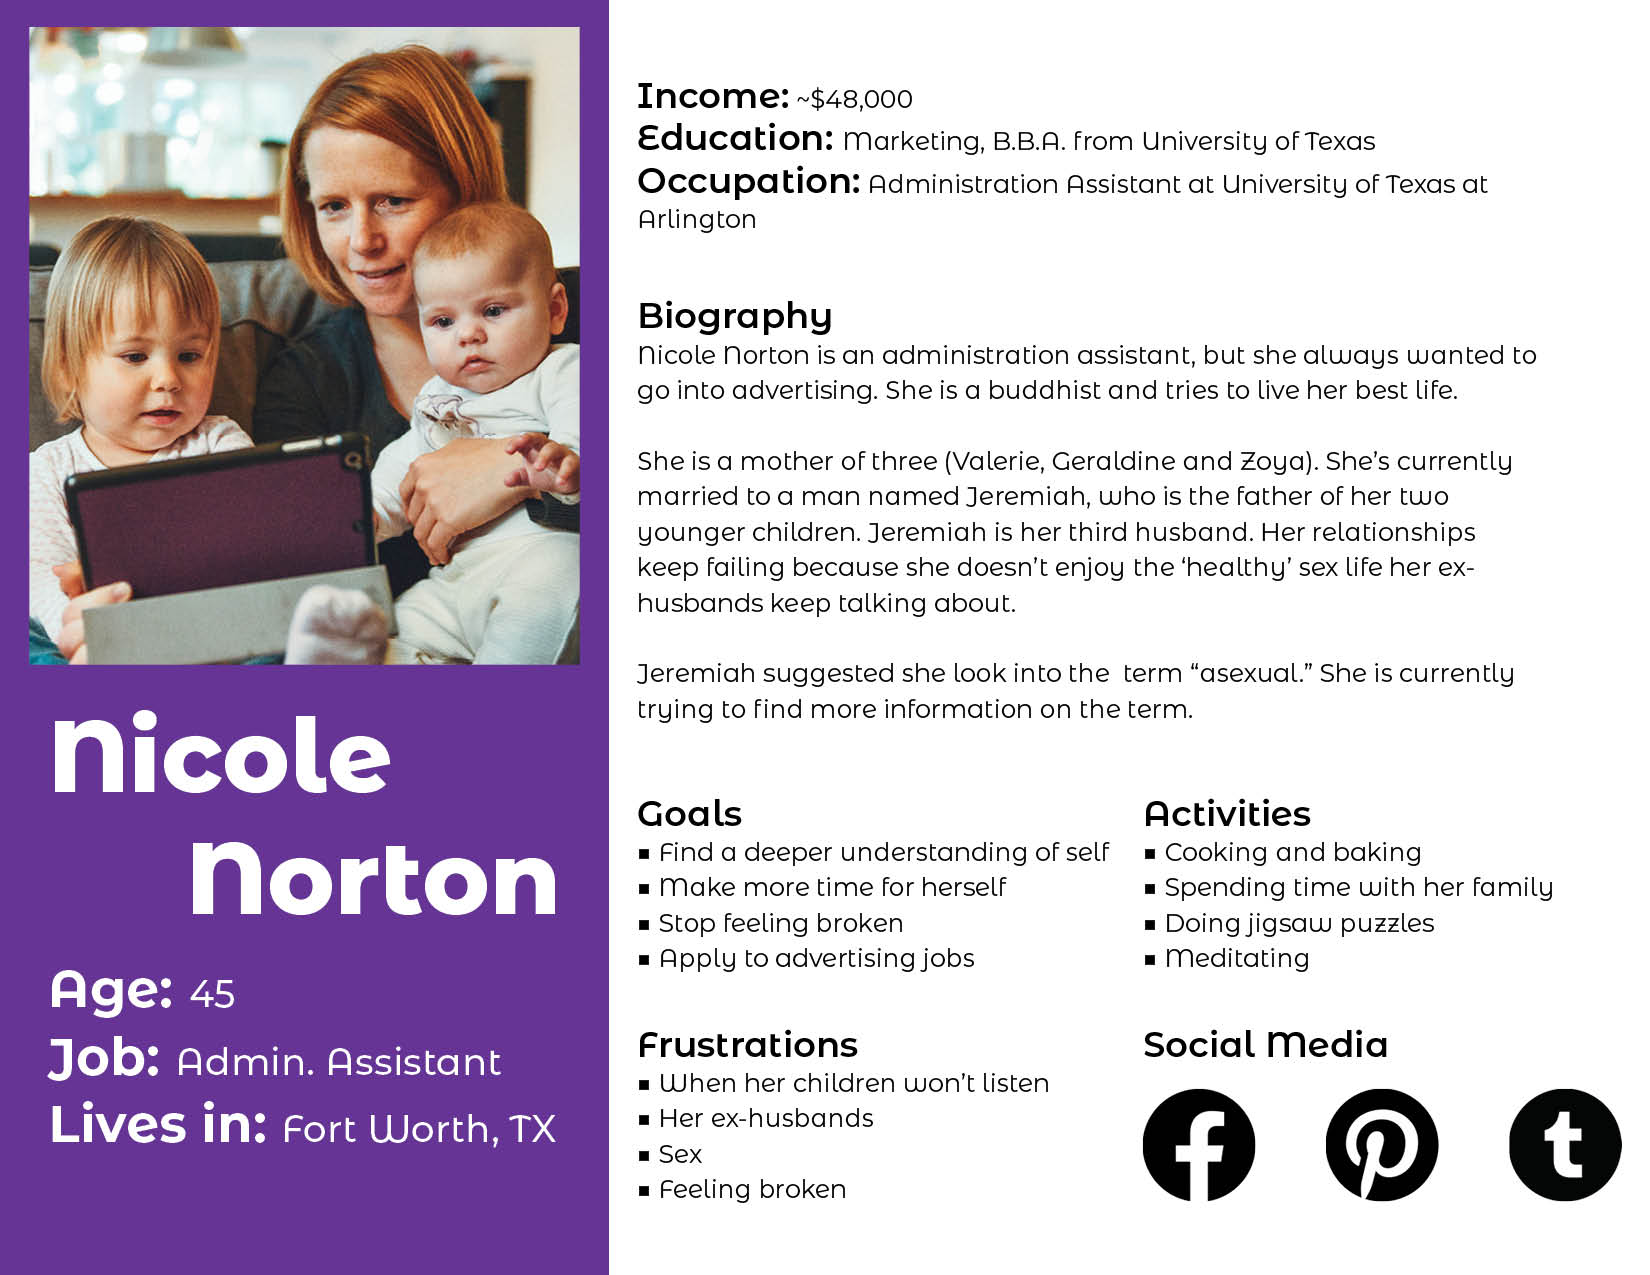 Nicole
Norton
Age: 45
Job: Admin. Assistant
Lives in: Fort Worth, TX
Income: ~$48,000
Education: Marketing, B.B.A. from University of Texas
Occupation: Administration Assistant at University of Texas at
Arlington
Biography
Nicole Norton is an administration assistant, but she always wanted to
go into advertising. She is a buddhist and tries to live her best life.
She is a mother of three (Valerie, Geraldine and Zoya). She's currently
married to a man named Jeremiah, who is the father of her two
younger children. Jeremiah is her third husband. Her relationships
keep failing because she doesn't enjoy the 'healthy' sex life her ex-
husbands keep talking about.
Jeremiah suggested she look into the  term “asexual.” She is currently
trying to find more information on the term.
Goals
▪ Find a deeper understanding of self
▪ Make more time for herself
▪ Stop feeling broken
▪ Apply to advertising jobs
Activities
▪ Cooking and baking
▪ Spending time with her family
▪ Doing jigsaw puzzles
▪ Meditating
Frustrations
▪ When her children won't listen
▪ Her ex-husbands
▪ Sex
▪ Feeling broken
Social Media